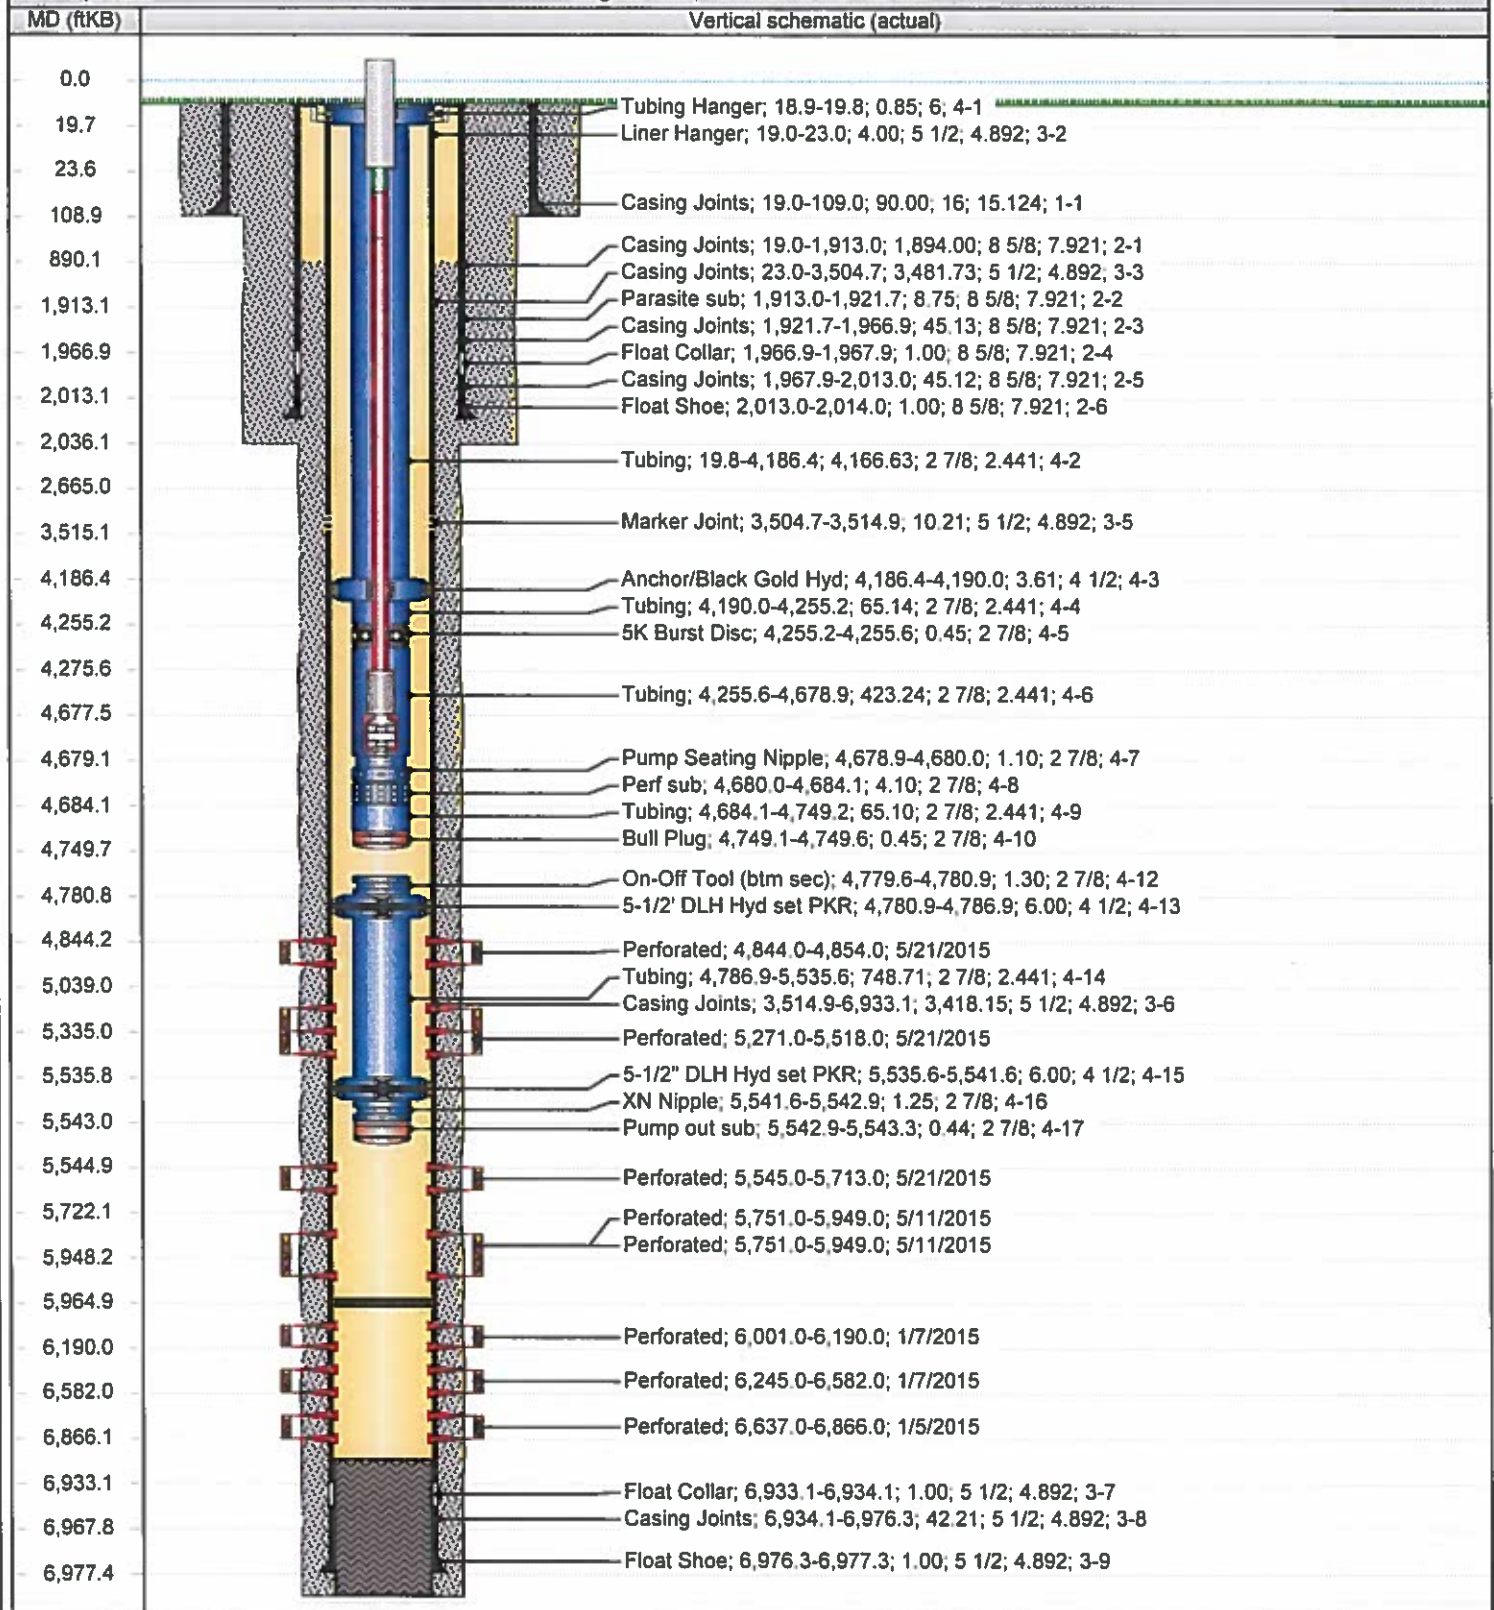 MD (ftKB)
Vertical schematic (actual)
0.0
19.7
23.6
108.9
890.1
1,913.1
1,966.9
2,013.1
2,036.1
2,665.0
3,515.1
4,186.4
4,255.2
4,275.6
4,677.5
4,679.1
4,684.1
4,749.7
4,780.8
4,844.2
5,039.0
5,335.0
5,535.8
5,543.0
5,544.9
5,722.1
5,948.2
5,964.9
6,190.0
6,582.0
6,866.1
6,933.1
6,967.8
6,977.4
Tubing Hanger; 18.9-19.8; 0.85; 6; 4-1
Liner Hanger; 19.0-23.0; 4.00; 5 1/2; 4.892; 3-2
Casing Joints; 19.0-109.0; 90.00; 16; 15.124; 1-1
Casing Joints; 19.0-1,913.0; 1,894.00; 8 5/8; 7.921; 2-1
Casing Joints; 23.0-3,504.7; 3,481.73; 5 1/2; 4.892; 3-3
Parasite sub; 1,913.0-1,921.7; 8.75; 8 5/8; 7.921; 2-2
Casing Joints; 1,921.7-1,966.9; 45.13; 8 5/8; 7.921; 2-3
Float Collar; 1,966.9-1,967.9; 1.00; 8 5/8; 7.921; 2-4
Casing Joints; 1,967.9-2,013.0; 45.12; 8 5/8; 7.921; 2-5
Float Shoe; 2,013.0-2,014.0; 1.00; 8 5/8; 7.921; 2-6
Tubing; 19.8-4,186.4; 4,166.63; 2 7/8; 2.441; 4-2
Marker Joint; 3,504.7-3,514.9; 10.21; 5 1/2; 4.892; 3-5
Anchor/Black Gold Hyd; 4,186.4-4,190.0; 3.61; 4 1/2; 4-3
Tubing; 4,190.0-4,255.2; 65.14; 2 7/8; 2.441; 4-4
5K Burst Disc; 4,255.2-4,255.6; 0.45; 2 7/8; 4-5
Tubing; 4,255.6-4,678.9; 423.24; 2 7/8; 2.441; 4-6
Pump Seating Nipple; 4,678.9-4,680.0; 1.10; 2 7/8; 4-7
Perf sub; 4,680.0-4,684.1; 4.10; 2 7/8; 4-8
Tubing; 4,684.1-4,749.2; 65.10; 2 7/8; 2.441; 4-9
Bull Plug; 4,749.1-4,749.6; 0.45; 2 7/8; 4-10
On-Off Tool (btm sec); 4,779.6-4,780.9; 1.30; 2 7/8; 4-12
5-1/2' DLH Hyd set PKR; 4,780.9-4,786.9; 6.00; 4 1/2; 4-13
Perforated; 4,844.0-4,854.0; 5/21/2015
Tubing; 4,786.9-5,535.6; 748.71; 2 7/8; 2.441; 4-14
Casing Joints; 3,514.9-6,933.1; 3,418.15; 5 1/2; 4.892; 3-6
Perforated; 5,271.0-5,518.0; 5/21/2015
5-1/2" DLH Hyd set PKR; 5,535.6-5,541.6; 6.00; 4 1/2; 4-15
XN Nipple; 5,541.6-5,542.9; 1.25; 2 7/8; 4-16
Pump out sub; 5,542.9-5,543.3; 0.44; 2 7/8; 4-17
Perforated; 5,545.0-5,713.0; 5/21/2015
Perforated; 5,751.0-5,949.0; 5/11/2015
Perforated; 5,751.0-5,949.0; 5/11/2015
Perforated; 6,001.0-6,190.0; 1/7/2015
Perforated; 6,245.0-6,582.0; 1/7/2015
Perforated; 6,637.0-6,866.0; 1/5/2015
Float Collar; 6,933.1-6,934.1; 1.00; 5 1/2; 4.892; 3-7
Casing Joints; 6,934.1-6,976.3; 42.21; 5 1/2; 4.892; 3-8
Float Shoe; 6,976.3-6,977.3; 1.00; 5 1/2; 4.892; 3-9